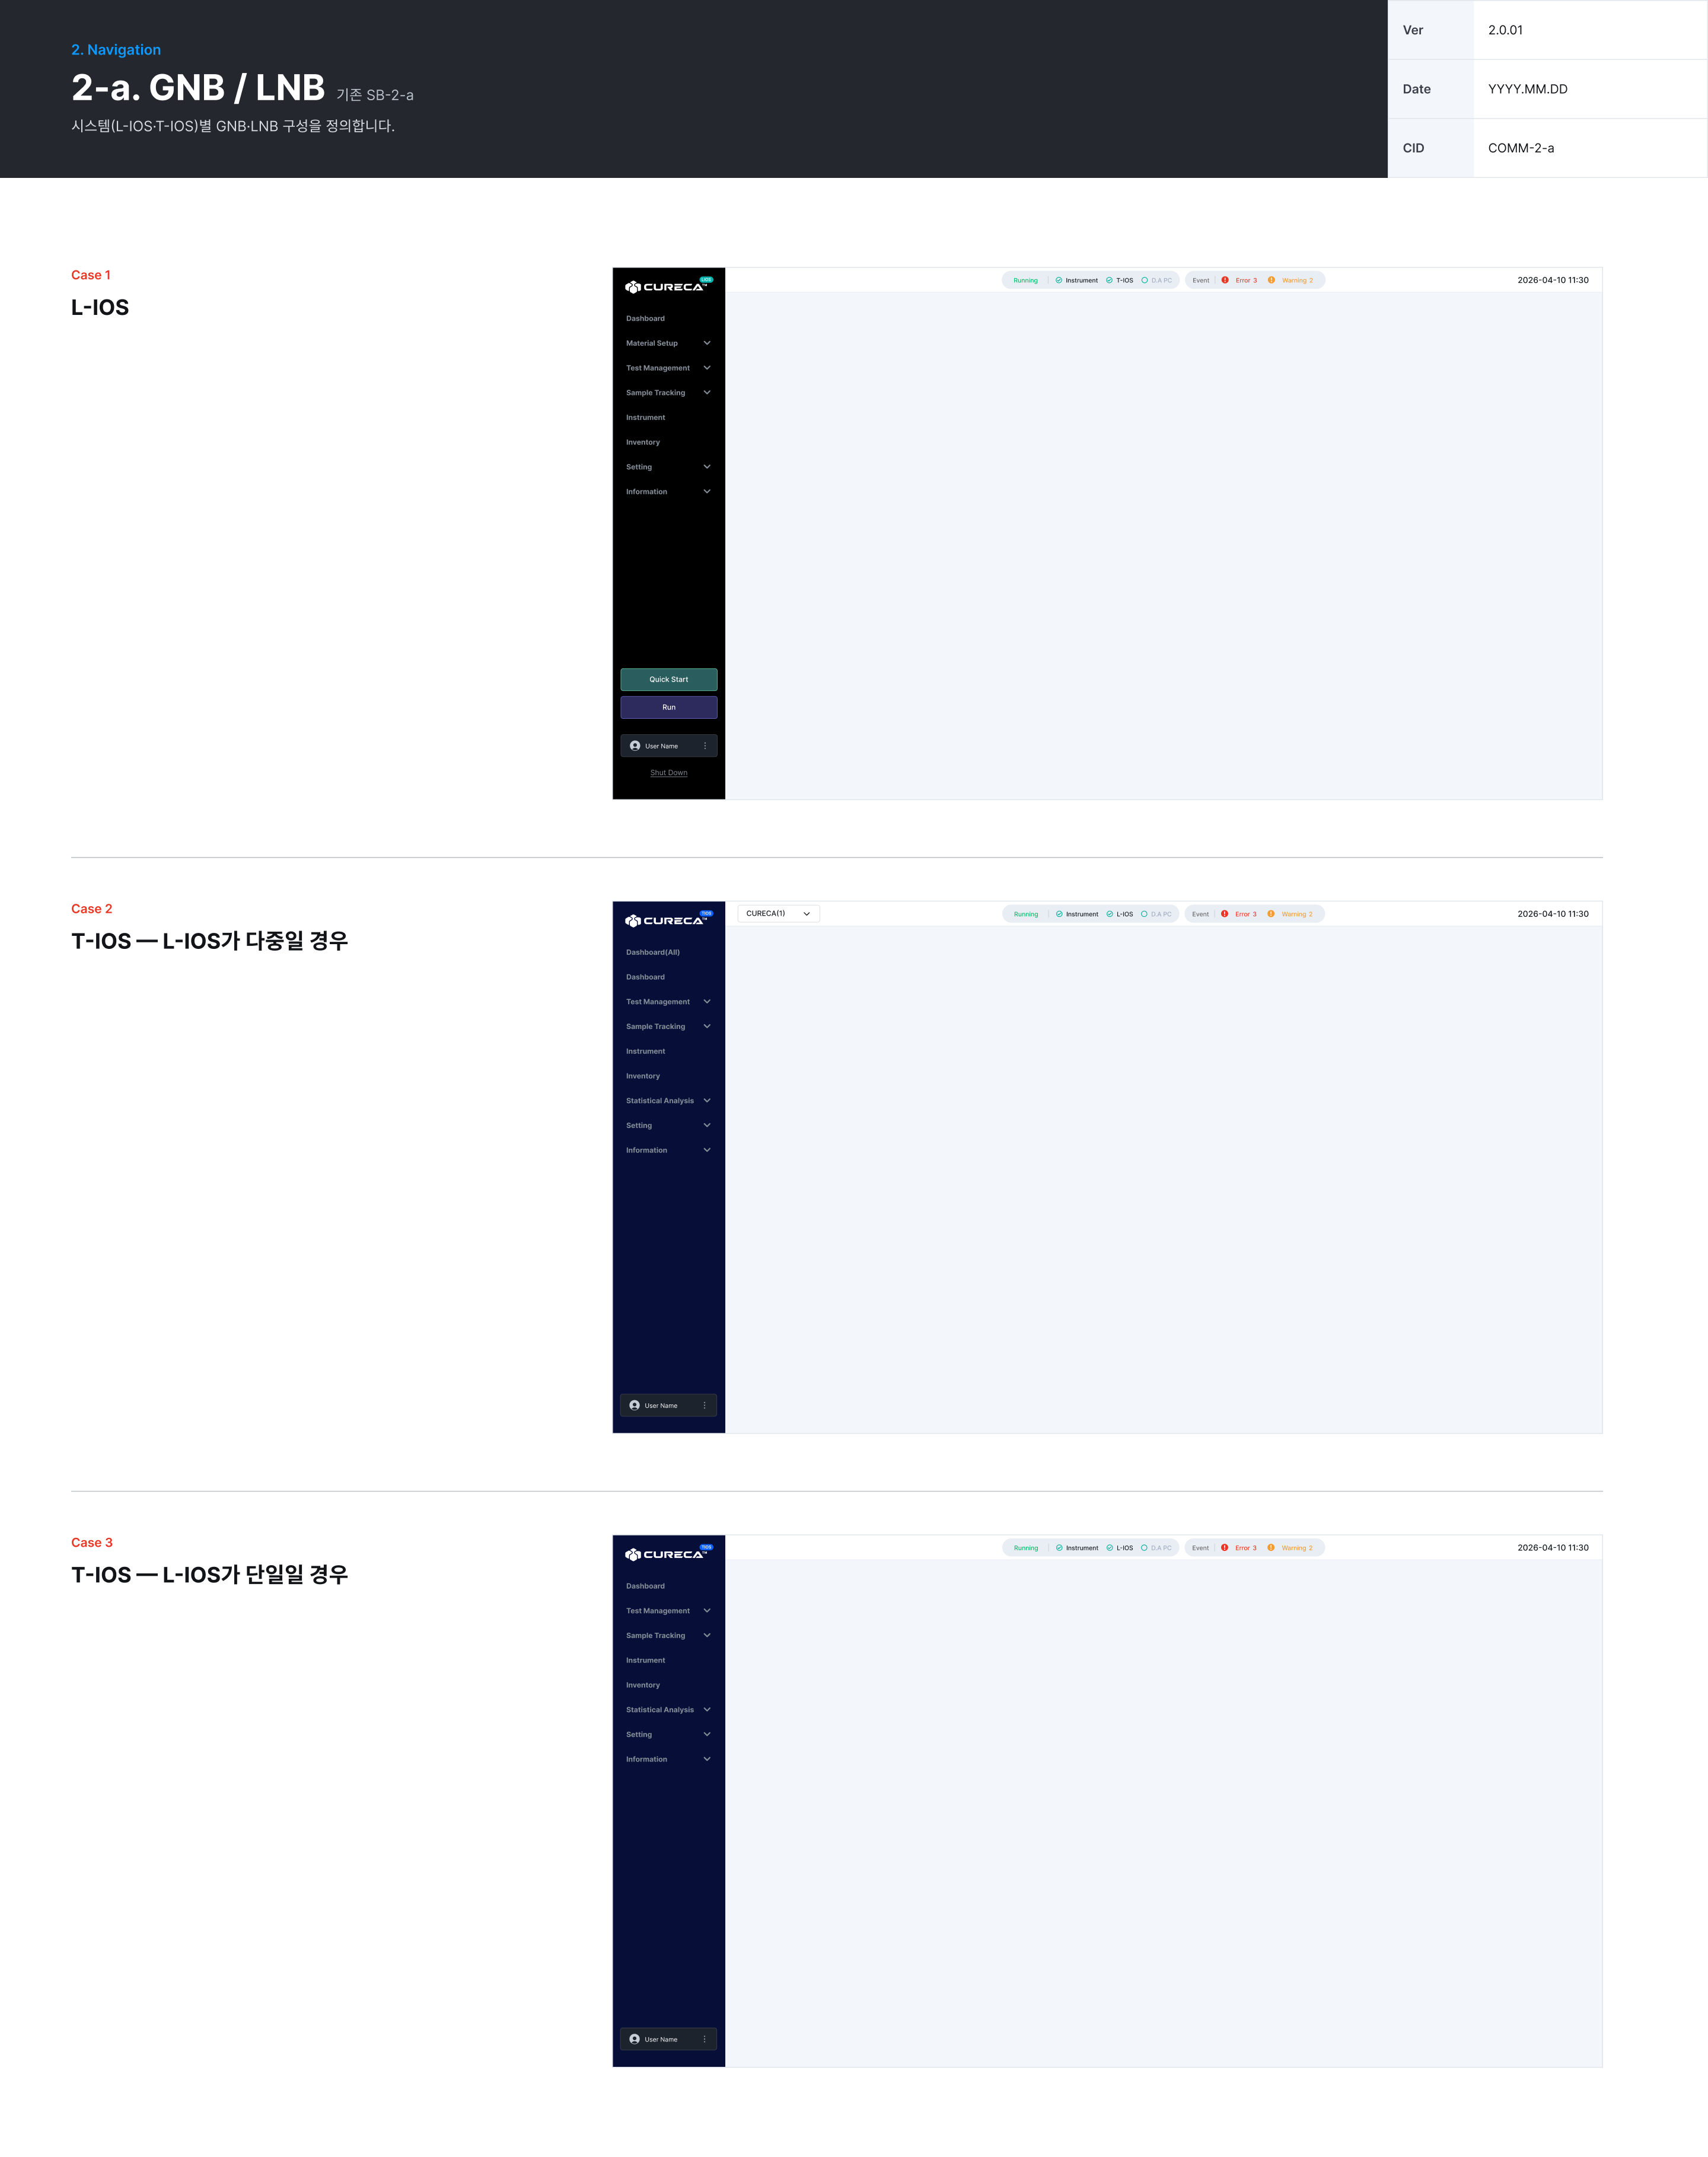 2. Navigation
2-a. GNB / LNB 기존 SB-2-a
시스템(L-IOS·T-IOS)별 GNB·LNB 구성을 정의합니다.
Ver 2.0.01
Date YYYY.MM.DD
CID COMM-2-a
Case 1
L-IOS
CURECA™ LIOS
Running Instrument T-IOS D.A PC Event Error 3 Warning 2 2026-04-10 11:30
Dashboard
Material Setup
Test Management
Sample Tracking
Instrument
Inventory
Setting
Information
Quick Start
Run
User Name
Shut Down
Case 2
T-IOS — L-IOS가 다중일 경우
CURECA™ TIOS
CURECA(1) Running Instrument L-IOS D.A PC Event Error 3 Warning 2 2026-04-10 11:30
Dashboard(All)
Dashboard
Test Management
Sample Tracking
Instrument
Inventory
Statistical Analysis
Setting
Information
User Name
Case 3
T-IOS — L-IOS가 단일일 경우
CURECA™ TIOS
Running Instrument L-IOS D.A PC Event Error 3 Warning 2 2026-04-10 11:30
Dashboard
Test Management
Sample Tracking
Instrument
Inventory
Statistical Analysis
Setting
Information
User Name